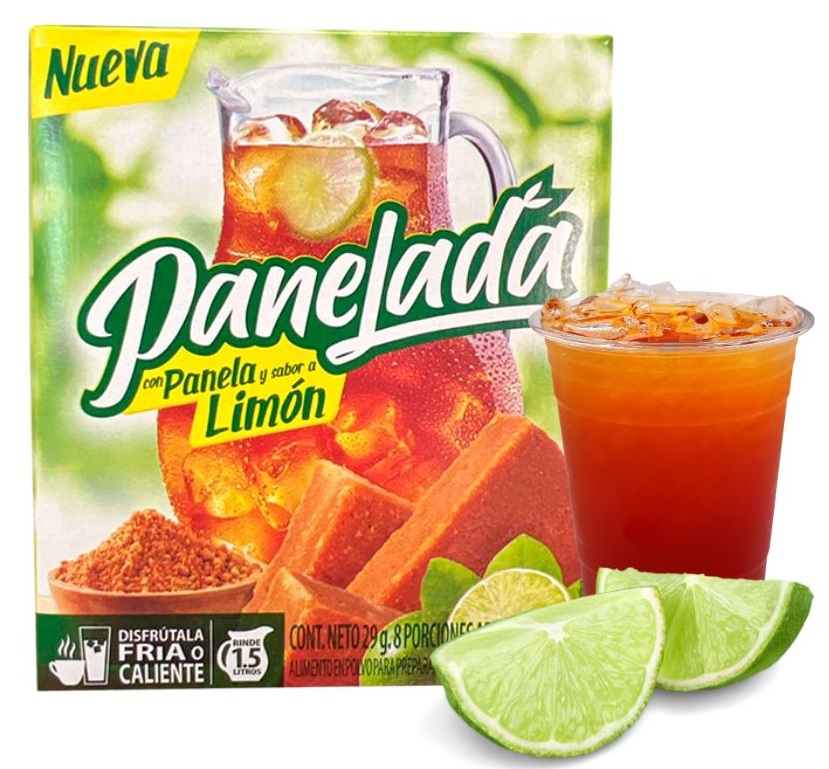 Nueva
Panelada
con Panela y sabor a
Limón
DISFRÚTALA
FRIA O
CALIENTE
RINDE
1.5
LITROS
CONT. NETO 29 g. 8 PORCIONES
ALIMENTO EN POLVO PARA